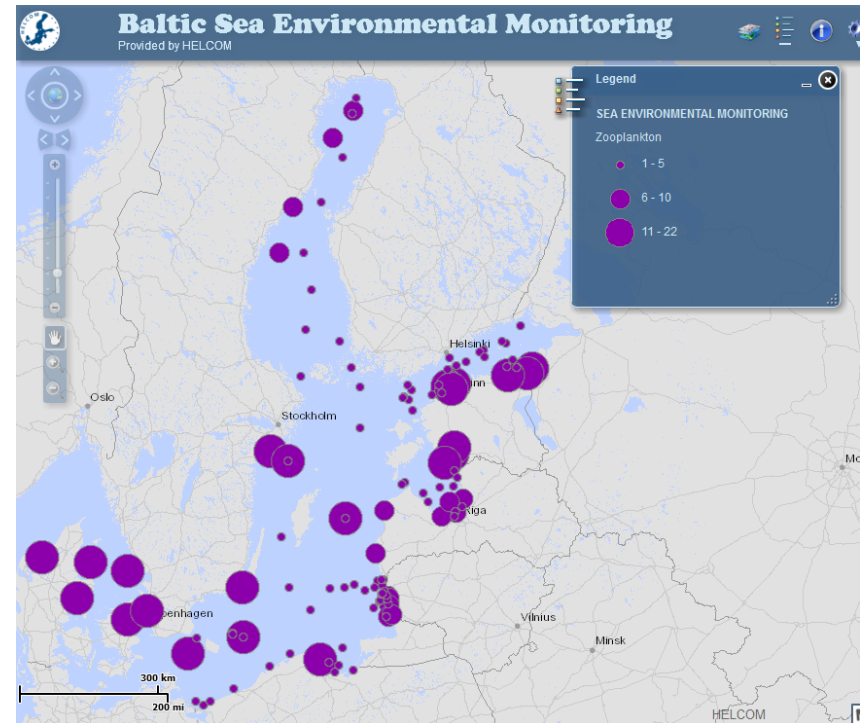 Baltic Sea Environmental Monitoring
Provided by HELCOM
Legend
SEA ENVIRONMENTAL MONITORING
Zooplankton
1 - 5
6 - 10
11 - 22
Helsinki
Oslo
Stockholm
Riga
Vilnius
Minsk
300 km
200 mi
HELCOM